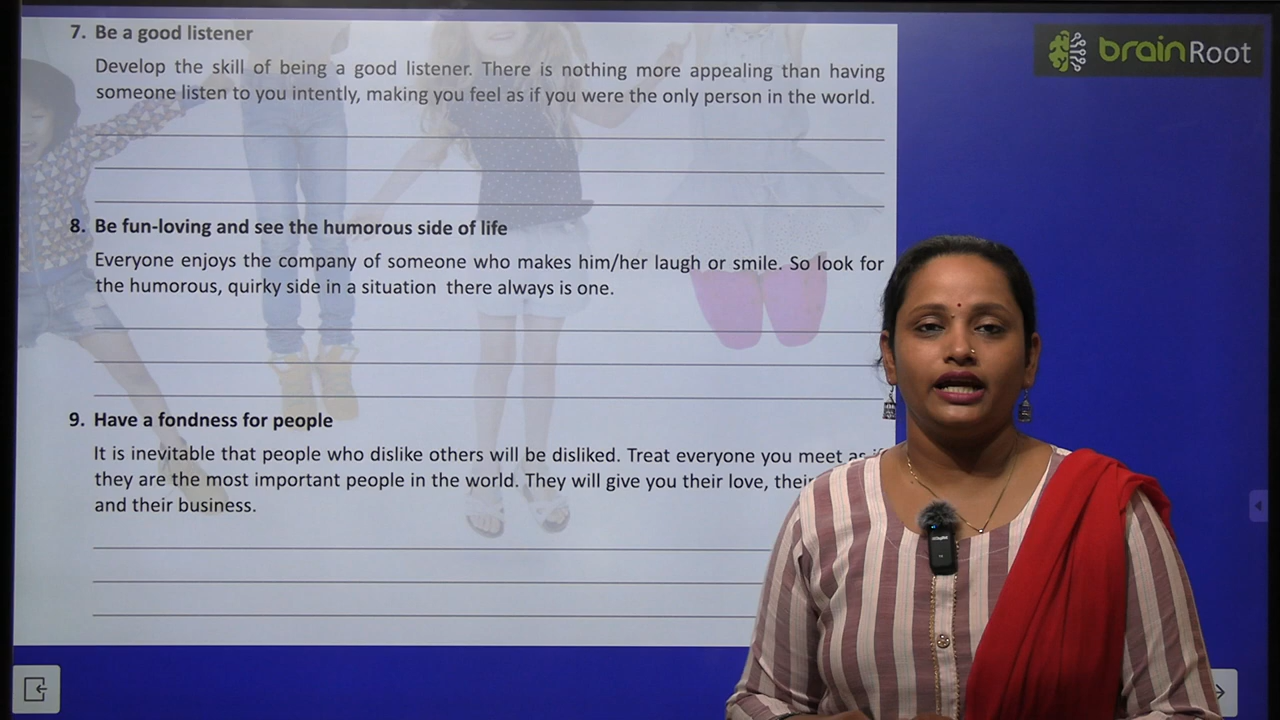 7. Be a good listener
Develop the skill of being a good listener. There is nothing more appealing than having
someone listen to you intently, making you feel as if you were the only person in the world.
8. Be fun-loving and see the humorous side of life
Everyone enjoys the company of someone who makes him/her laugh or smile. So look for
the humorous, quirky side in a situation there always is one.
9. Have a fondness for people
It is inevitable that people who dislike others will be disliked. Treat everyone you meet as
they are the most important people in the world. They will give you their love, their
and their business.
brainRoot